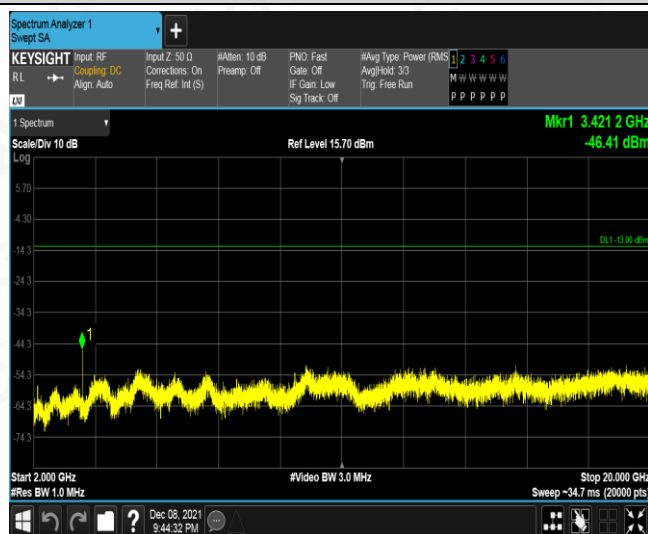 Spectrum Analyzer 1
Swept SA
KEYSIGHT
RL
LXI
Input: RF
Coupling: DC
Align: Auto
Input Z: 50 Ω
Corrections: On
Freq Ref: Int (S)
#Atten: 10 dB
Preamp: Off
PNO: Fast
Gate: Off
IF Gain: Low
Sig Track: Off
#Avg Type: Power (RMS
Avg|Hold: 3/3
Trig: Free Run
1 2 3 4 5 6
M W W W W W
P P P P P P
1 Spectrum
Scale/Div 10 dB
Log
Ref Level 15.70 dBm
Mkr1 3.421 2 GHz
-46.41 dBm
5.70
-4.30
-14.3
-24.3
-34.3
-44.3
-54.3
-64.3
-74.3
DL1 -13.00 dBm
1
Start 2.000 GHz
#Res BW 1.0 MHz
#Video BW 3.0 MHz
Stop 20.000 GHz
Sweep ~34.7 ms (20000 pts)
Dec 08, 2021
9:44:32 PM